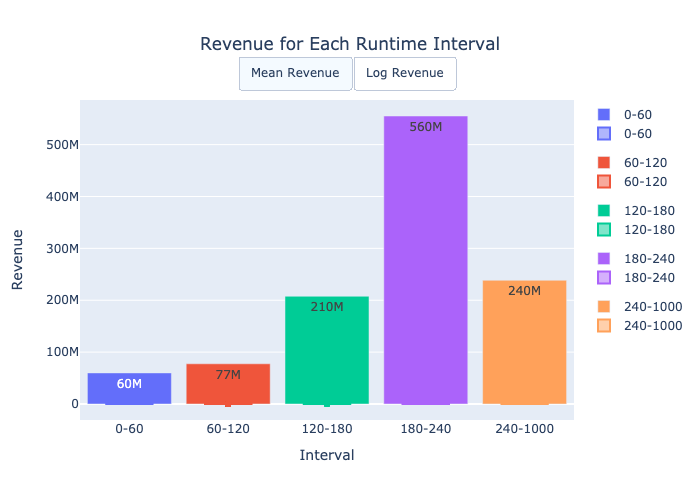 Revenue for Each Runtime Interval
Mean Revenue
Log Revenue
Revenue
500M
400M
300M
200M
100M
0
60M
77M
210M
560M
240M
0-60
60-120
120-180
180-240
240-1000
Interval
0-60
0-60
60-120
60-120
120-180
120-180
180-240
180-240
240-1000
240-1000